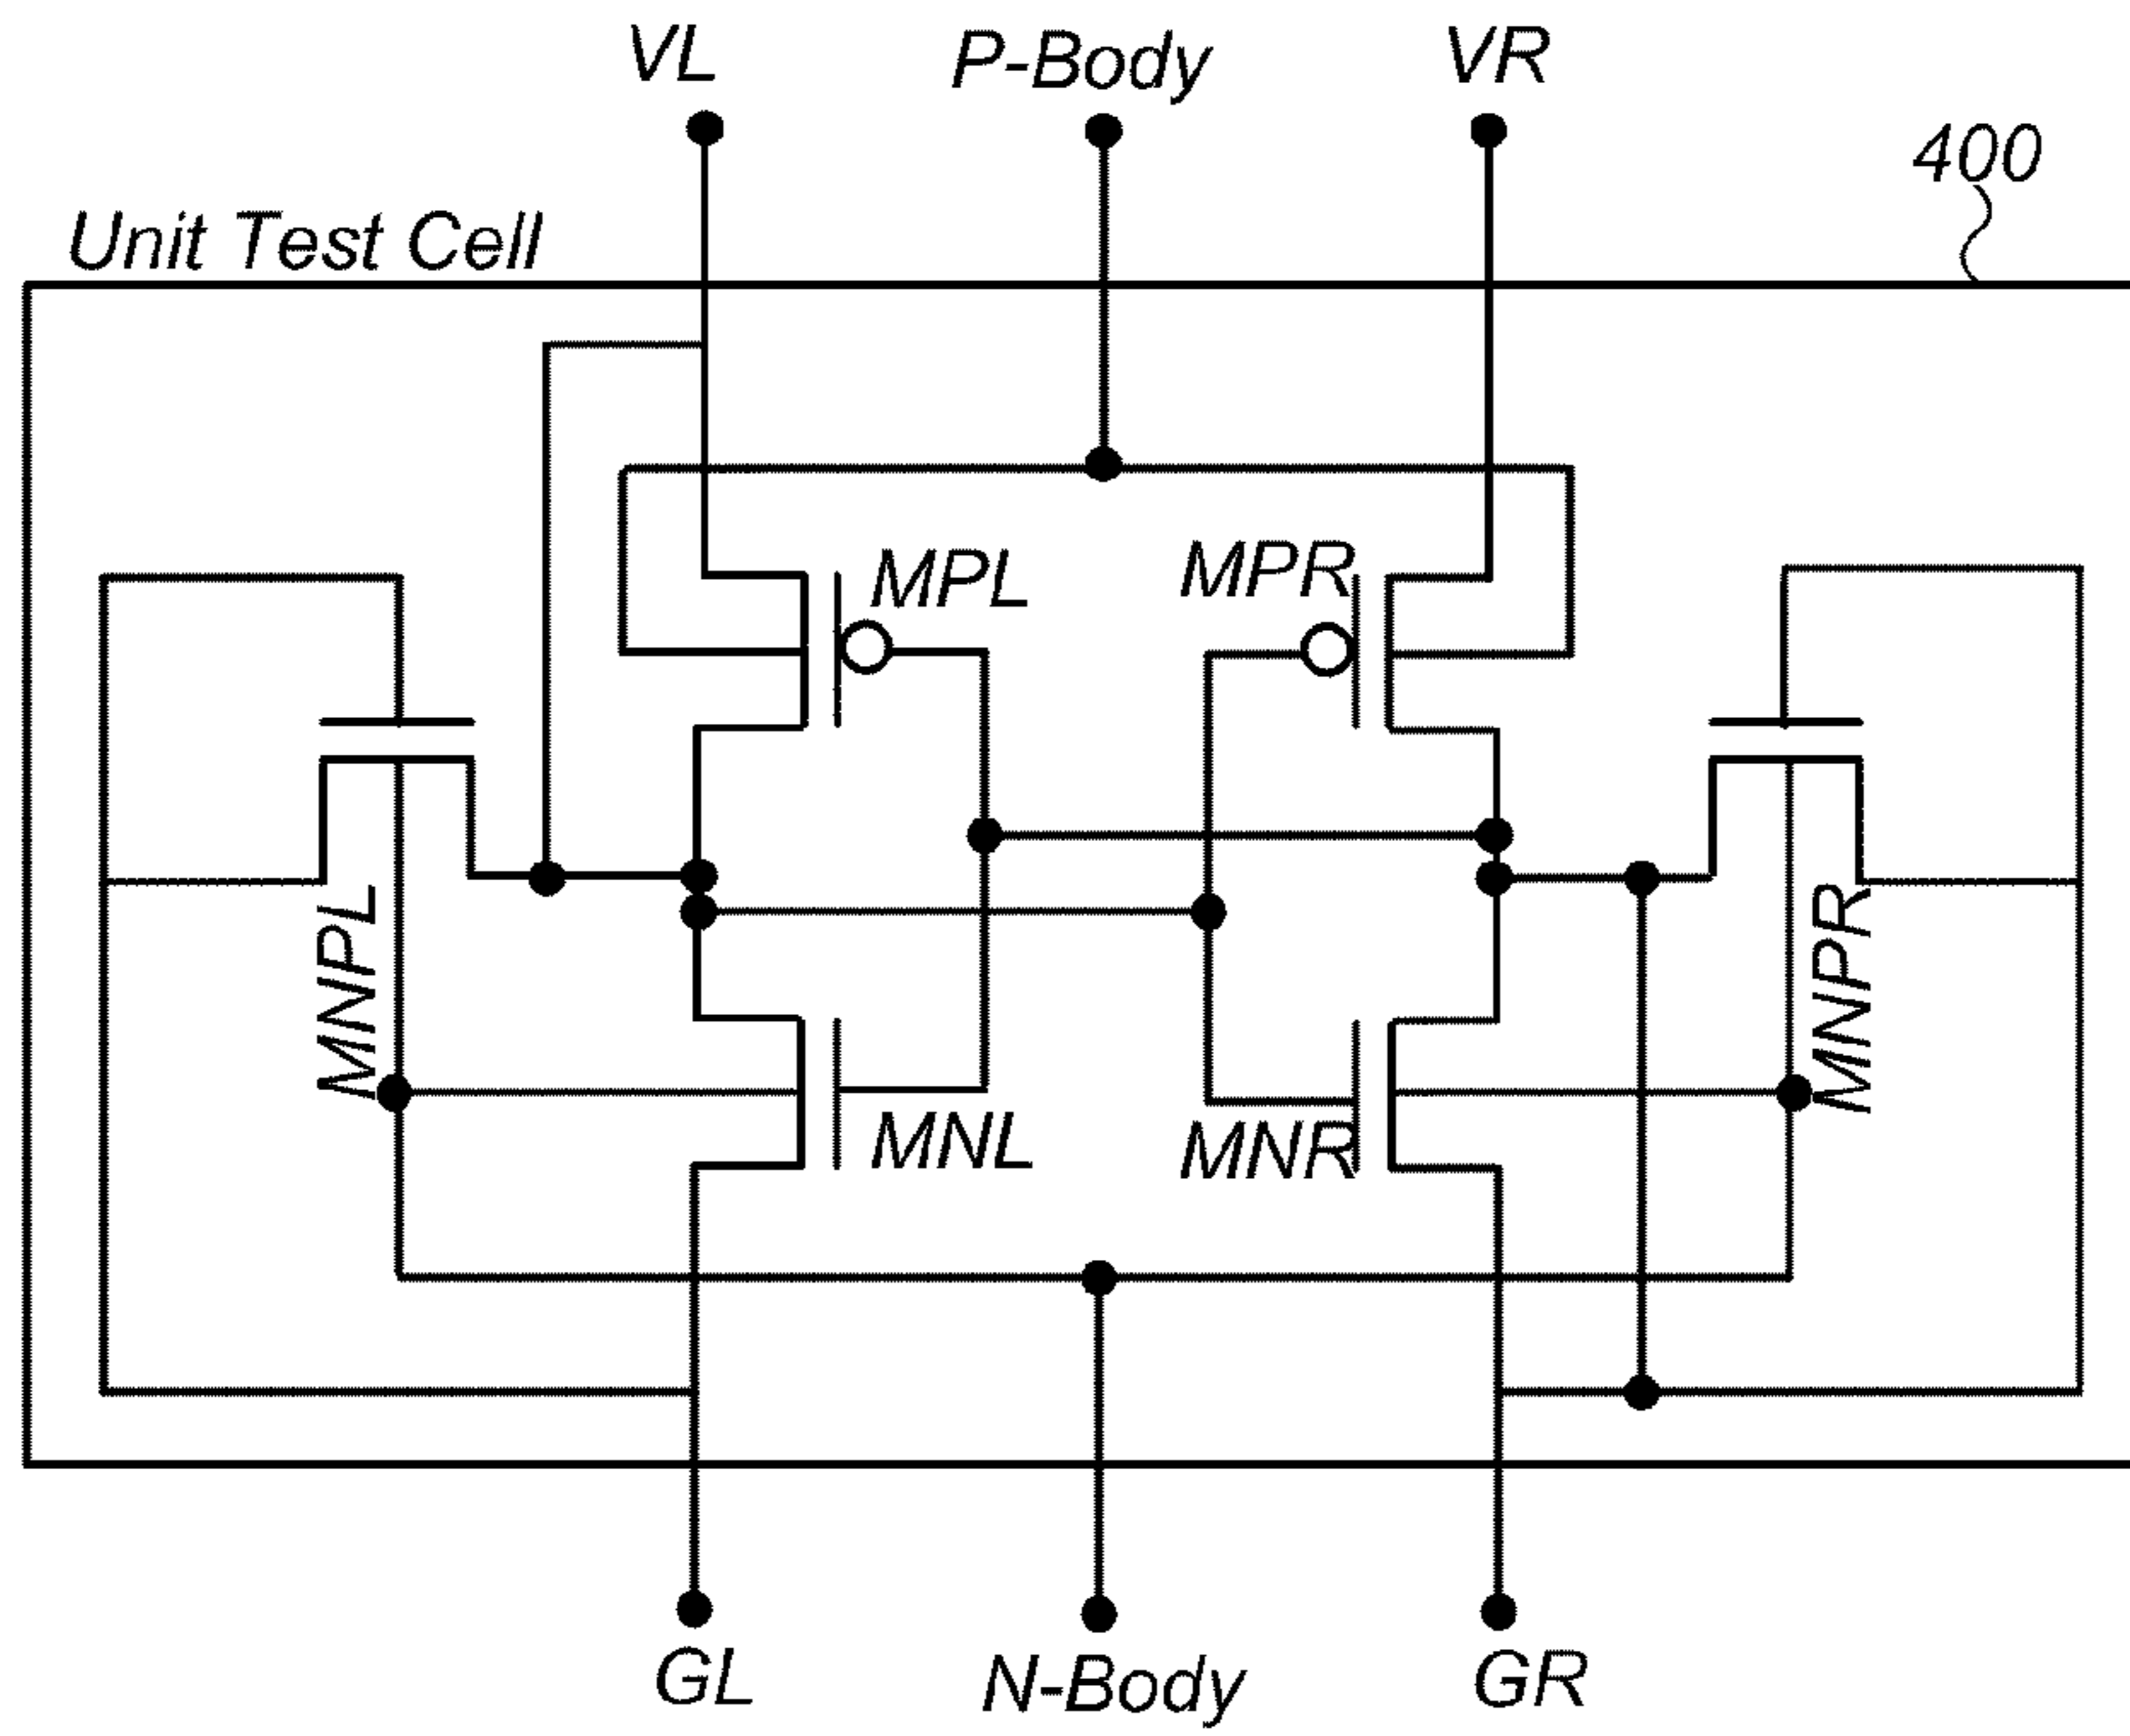 VL
P-Body
VR
400
Unit Test Cell
MPL
MPR
MNPL
MNPR
MNL
MNR
GL
N-Body
GR